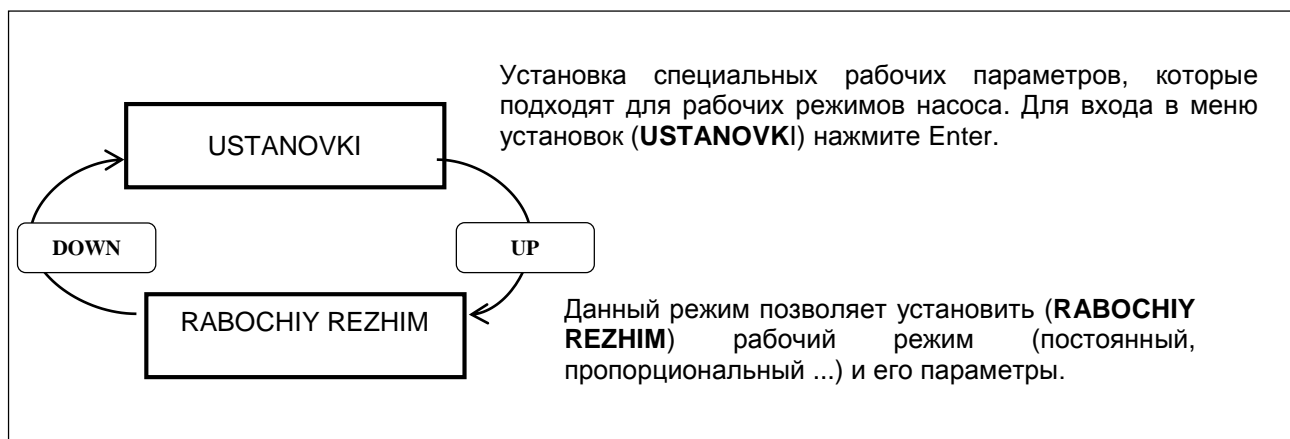 Установка специальных рабочих параметров, которые
подходят для рабочих режимов насоса. Для входа в меню
установок (USTANOVKI) нажмите Enter.
USTANOVKI
DOWN
UP
RABOCHIY REZHIM
Данный режим позволяет установить (RABOCHIY
REZHIM) рабочий режим (постоянный,
пропорциональный ...) и его параметры.